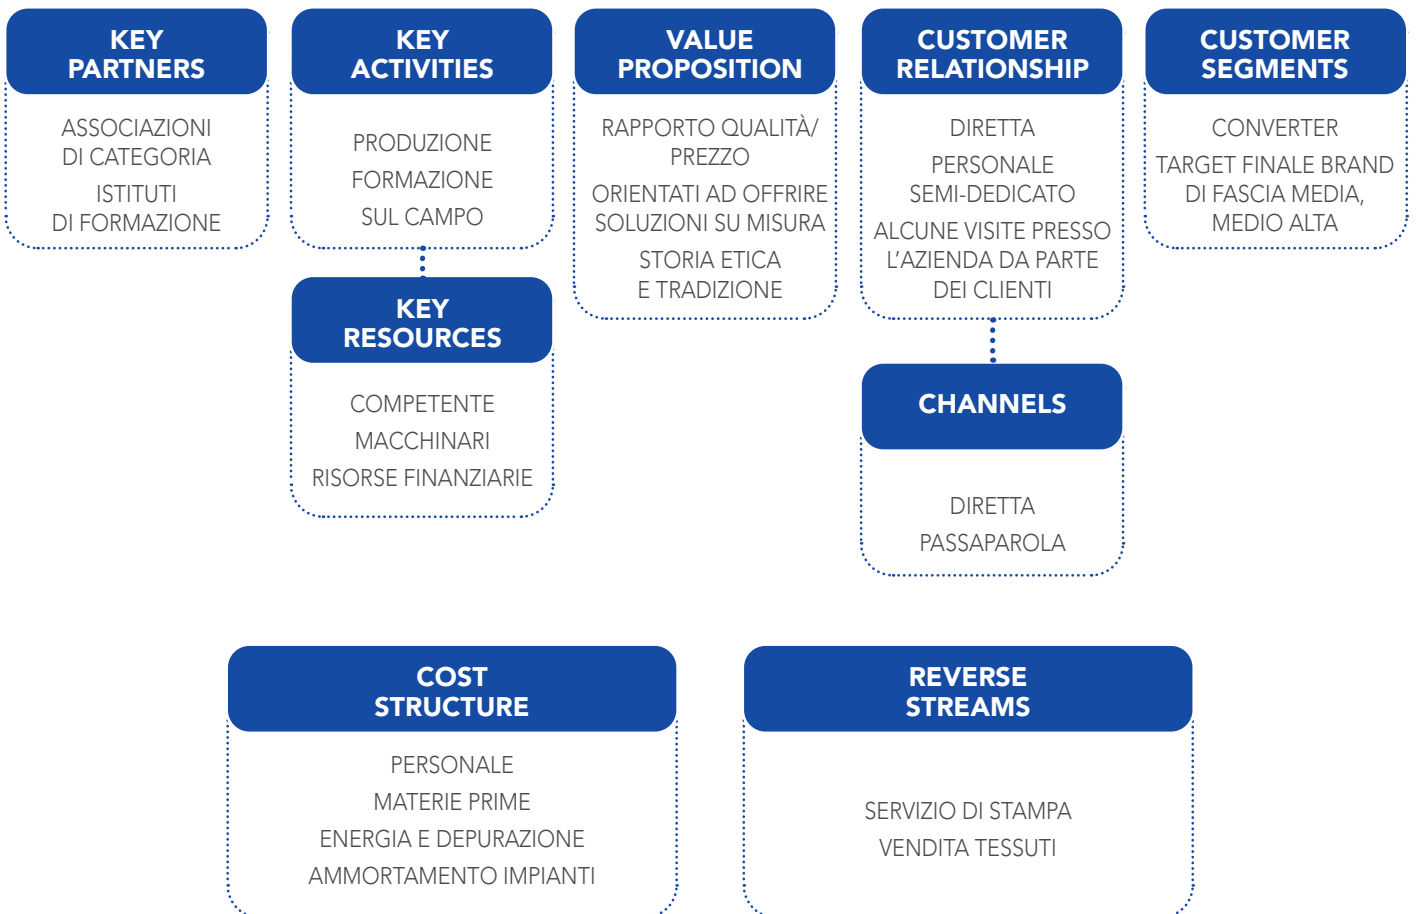 KEY
PARTNERS
ASSOCIAZIONI
DI CATEGORIA
ISTITUTI
DI FORMAZIONE
KEY
ACTIVITIES
PRODUZIONE
FORMAZIONE
SUL CAMPO
KEY
RESOURCES
COMPETENTE
MACCHINARI
RISORSE FINANZIARIE
VALUE
PROPOSITION
RAPPORTO QUALITÀ/
PREZZO
ORIENTATI AD OFFRIRE
SOLUZIONI SU MISURA
STORIA ETICA
E TRADIZIONE
CUSTOMER
RELATIONSHIP
DIRETTA
PERSONALE
SEMI-DEDICATO
ALCUNE VISITE PRESSO
L’AZIENDA DA PARTE
DEI CLIENTI
CHANNELS
DIRETTA
PASSAPAROLA
CUSTOMER
SEGMENTS
CONVERTER
TARGET FINALE BRAND
DI FASCIA MEDIA,
MEDIO ALTA
COST
STRUCTURE
PERSONALE
MATERIE PRIME
ENERGIA E DEPURAZIONE
AMMORTAMENTO IMPIANTI
REVERSE
STREAMS
SERVIZIO DI STAMPA
VENDITA TESSUTI